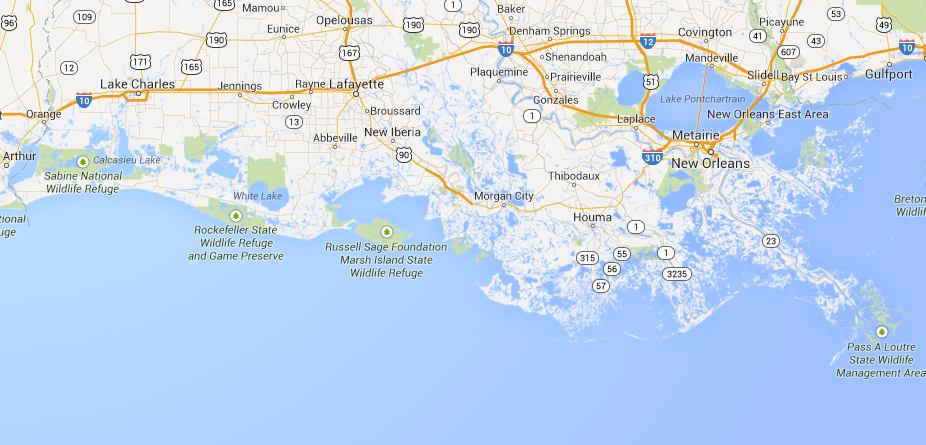 165
Mamou
1
Baker
53
96
109
Opelousas
190
190
Picayune
49
Eunice
190
Denham Springs
Covington
41
43
167
10
12
607
10
12
171
165
Shenandoah
Mandeville
Plaquemine
Prairieville
51
Slidell
Bay St Louis
Gulfport
Lake Charles
Jennings
Rayne
Lafayette
10
Gonzales
Lake Pontchartrain
Orange
Crowley
Broussard
1
Laplace
New Orleans East Area
13
Abbeville
New Iberia
Metairie
Arthur
Calcasieu Lake
90
310
New Orleans
Sabine National
Wildlife Refuge
Thibodaux
White Lake
Morgan City
Breton
Wildlif
tional
uge
Houma
Rockefeller State
Wildlife Refuge
and Game Preserve
1
23
Russell Sage Foundation
Marsh Island State
Wildlife Refuge
315
55
1
56
3235
57
Pass A Loutre
State Wildlife
Management Area